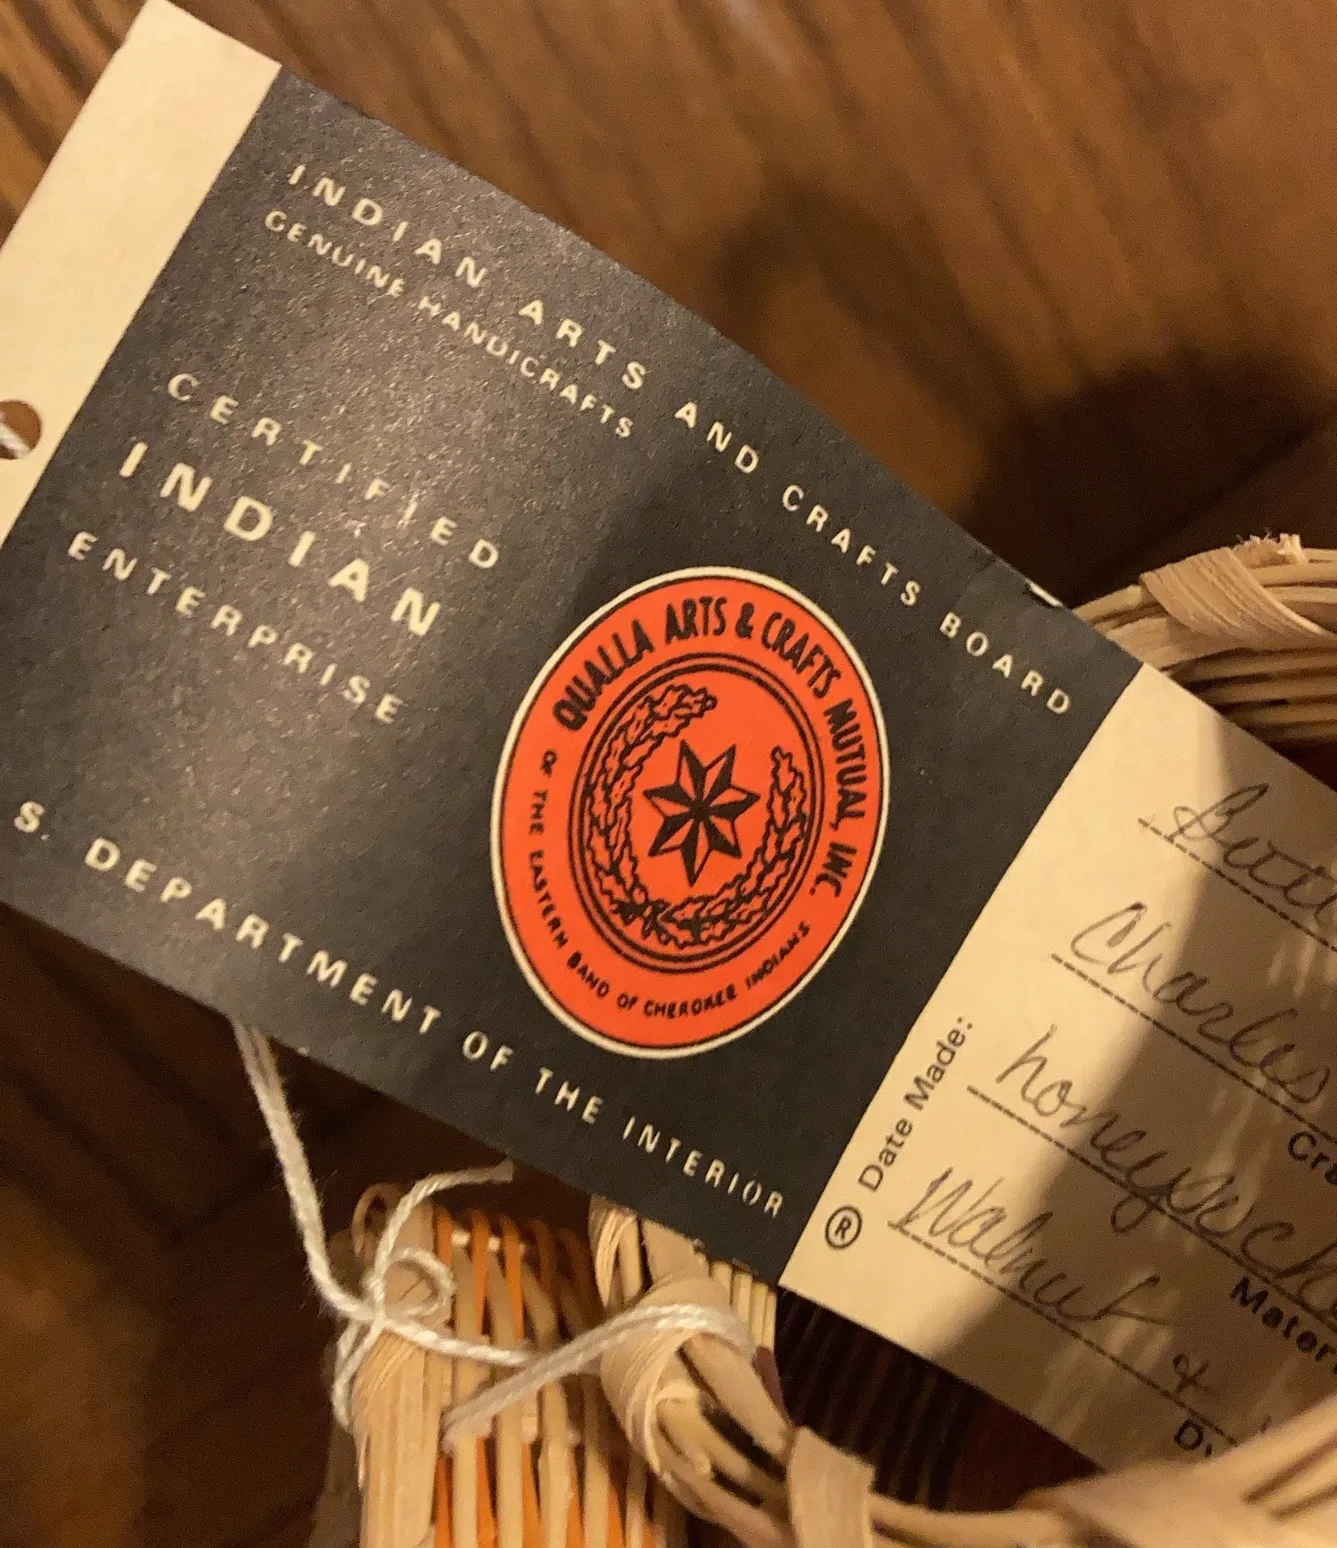 INDIAN ARTS AND CRAFTS BOARD
GENUINE HANDICRAFTS
CERTIFIED
INDIAN
ENTERPRISE
QUALLA ARTS & CRAFTS MUTUAL, INC.
OF THE EASTERN BAND OF CHEROKEE INDIANS
S. DEPARTMENT OF THE INTERIOR
Charles
honeysuck
Mater
Walnut &
® Date Made: